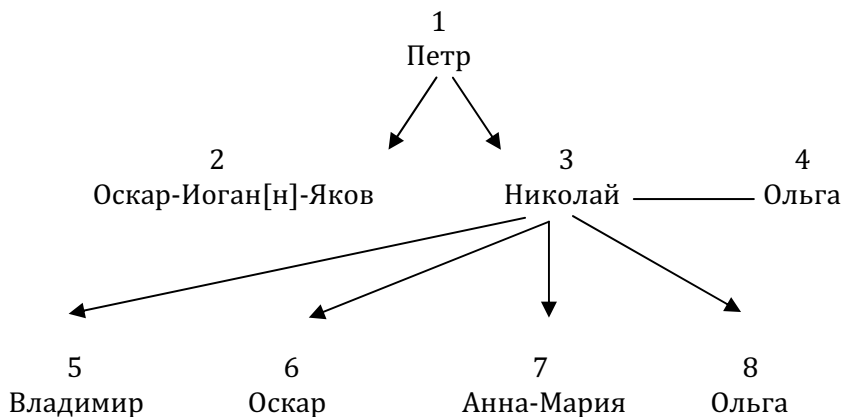 1
Петр
2 3 4
Оскар-Иоган[н]-Яков Николай Ольга
5 6 7 8
Владимир Оскар Анна-Мария Ольга